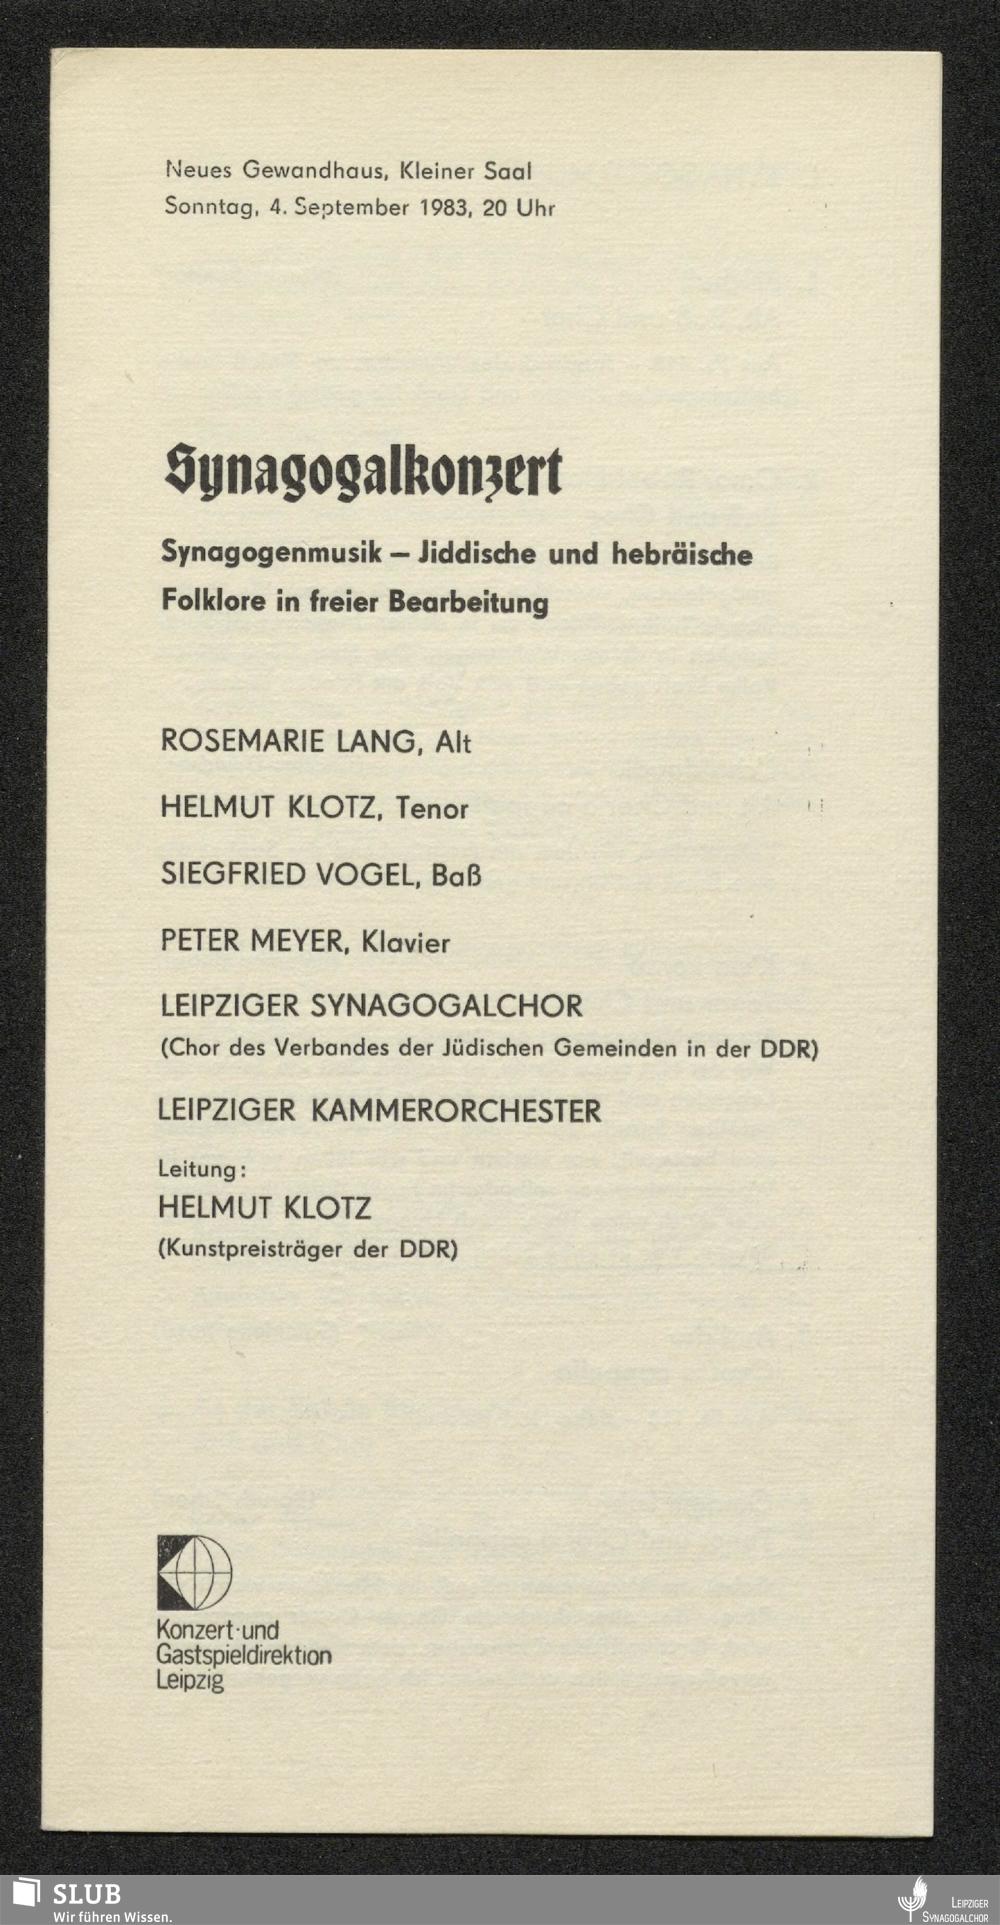 Neues Gewandhaus, Kleiner Saal
Sonntag, 4. September 1983, 20 Uhr
Synagogalkonzert
Synagogenmusik – Jiddische und hebräische
Folklore in freier Bearbeitung
ROSEMARIE LANG, Alt
HELMUT KLOTZ, Tenor
SIEGFRIED VOGEL, Baß
PETER MEYER, Klavier
LEIPZIGER SYNAGOGALCHOR
(Chor des Verbandes der Jüdischen Gemeinden in der DDR)
LEIPZIGER KAMMERORCHESTER
Leitung:
HELMUT KLOTZ
(Kunstpreisträger der DDR)
Konzert-und
Gastspieldirektion
Leipzig
SLUB
Wir führen Wissen.
LEIPZIGER
SYNAGOGALCHOR